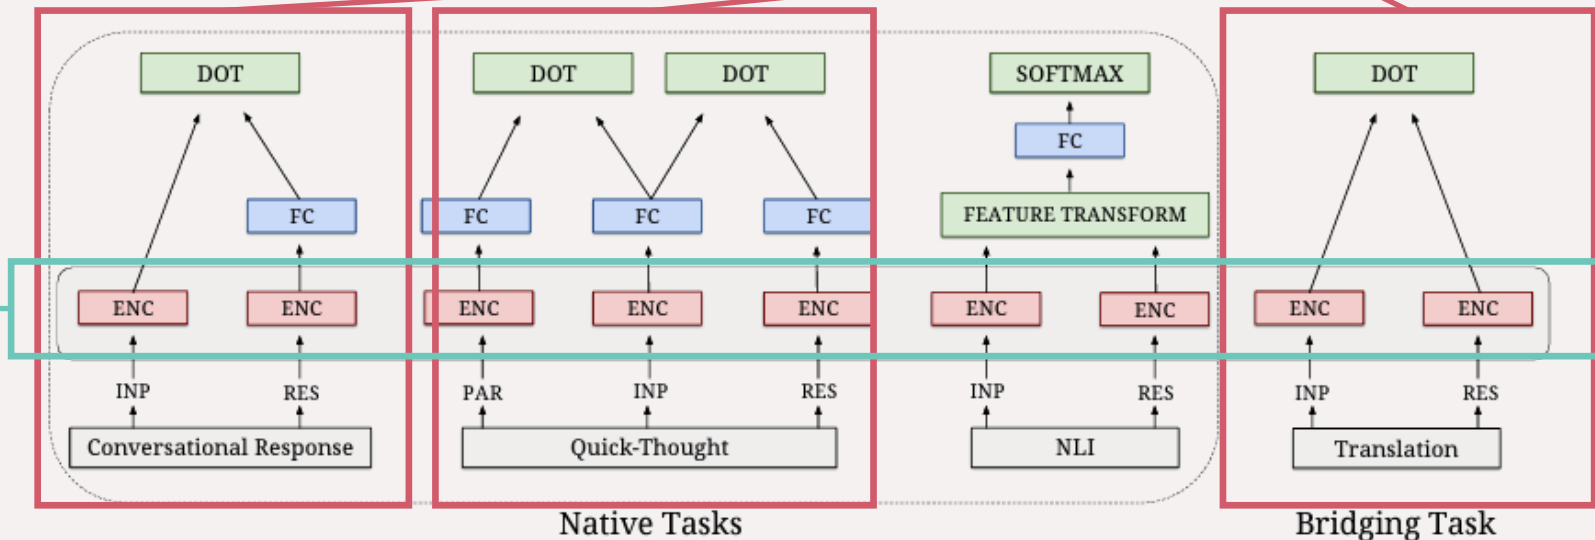 DOT DOT DOT SOFTMAX DOT
FC
FEATURE TRANSFORM
FC FC FC FC
ENC ENC ENC ENC ENC ENC ENC ENC ENC
INP RES PAR INP RES INP RES INP RES
Conversational Response Quick-Thought NLI Translation
Native Tasks Bridging Task